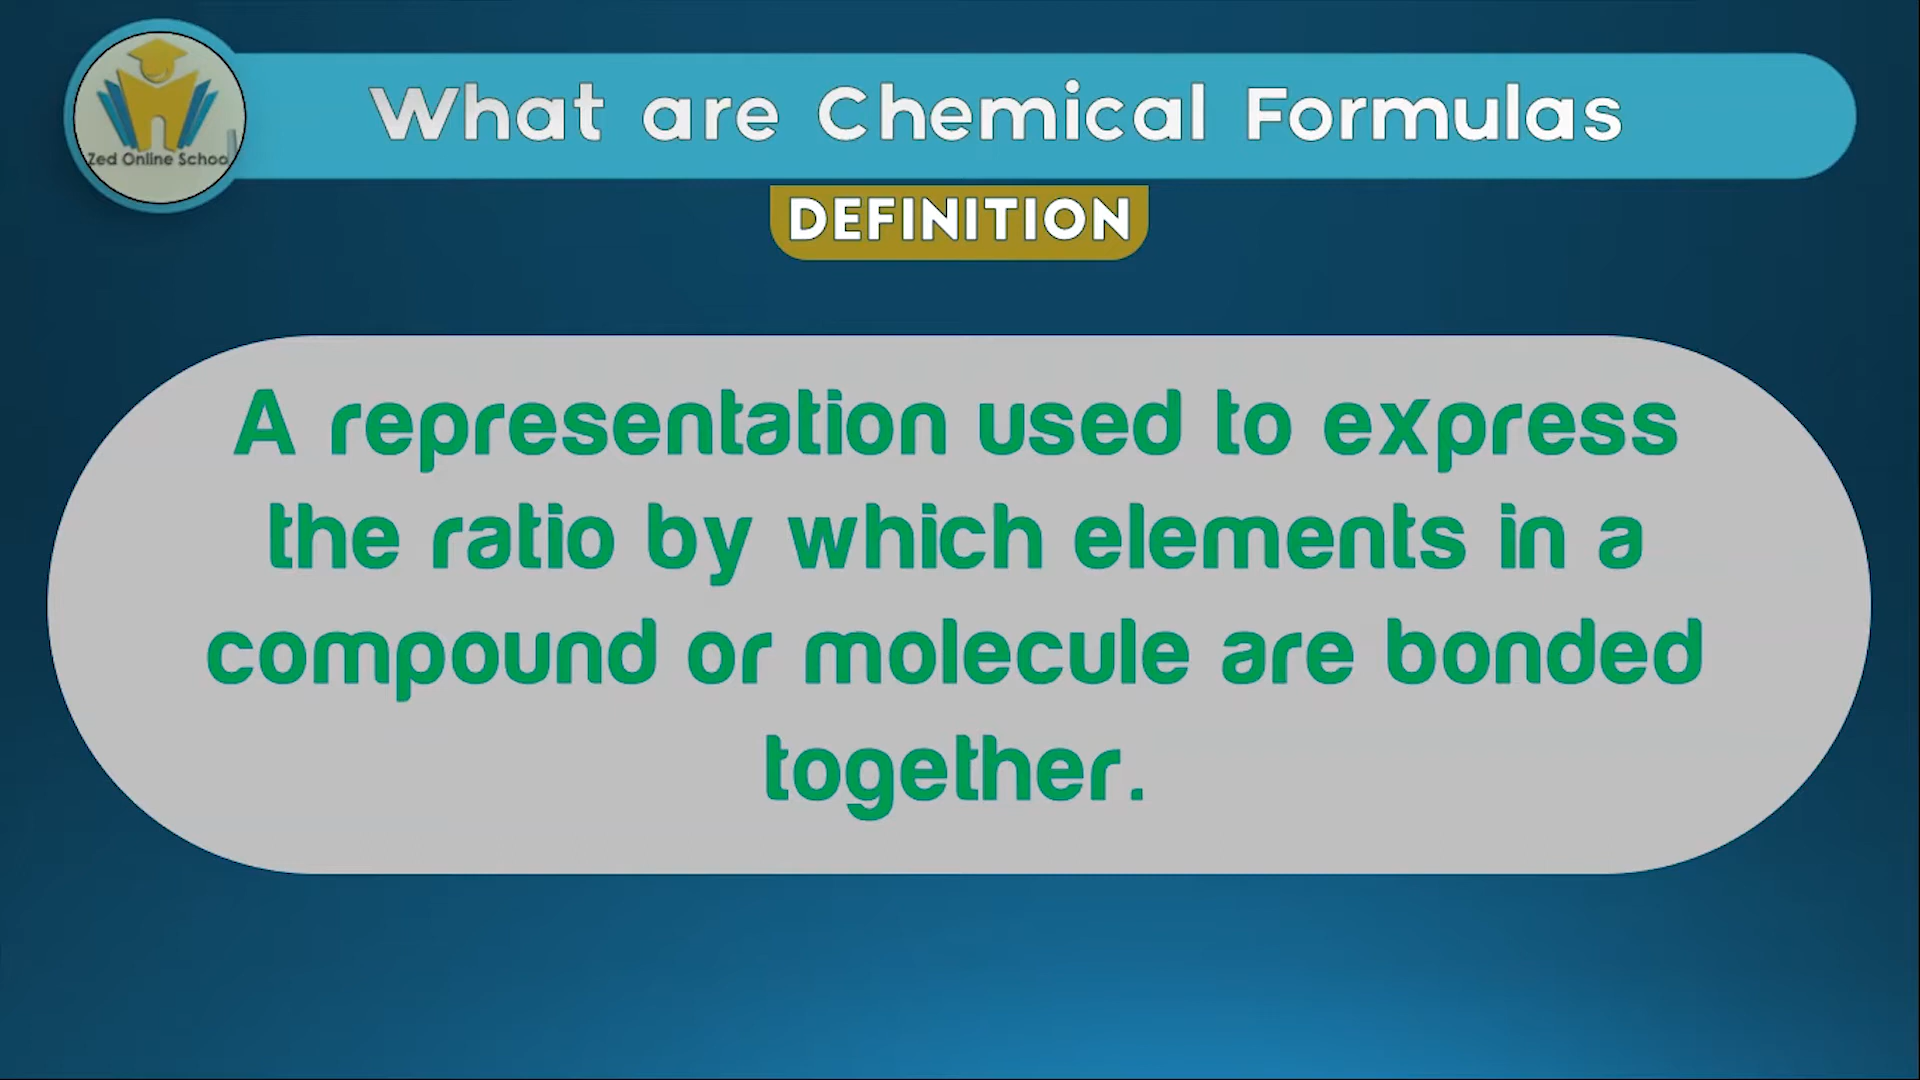 What are Chemical Formulas
Zed Online School
DEFINITION
A representation used to express
the ratio by which elements in a
compound or molecule are bonded
together.